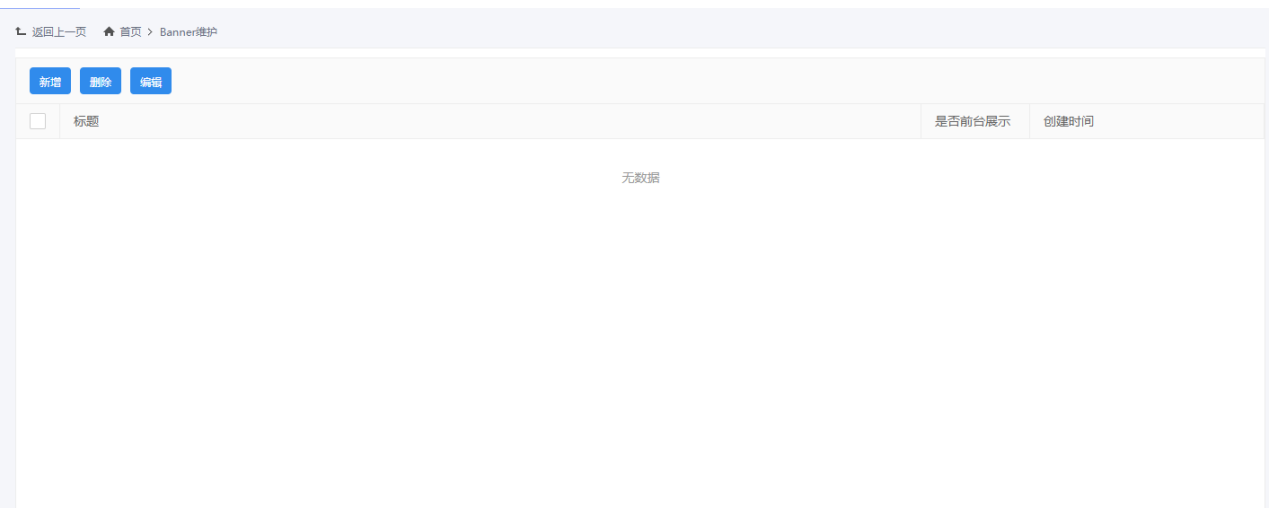 返回上一页 首页 > Banner维护
新增 删除 编辑
标题 是否前台展示 创建时间
无数据